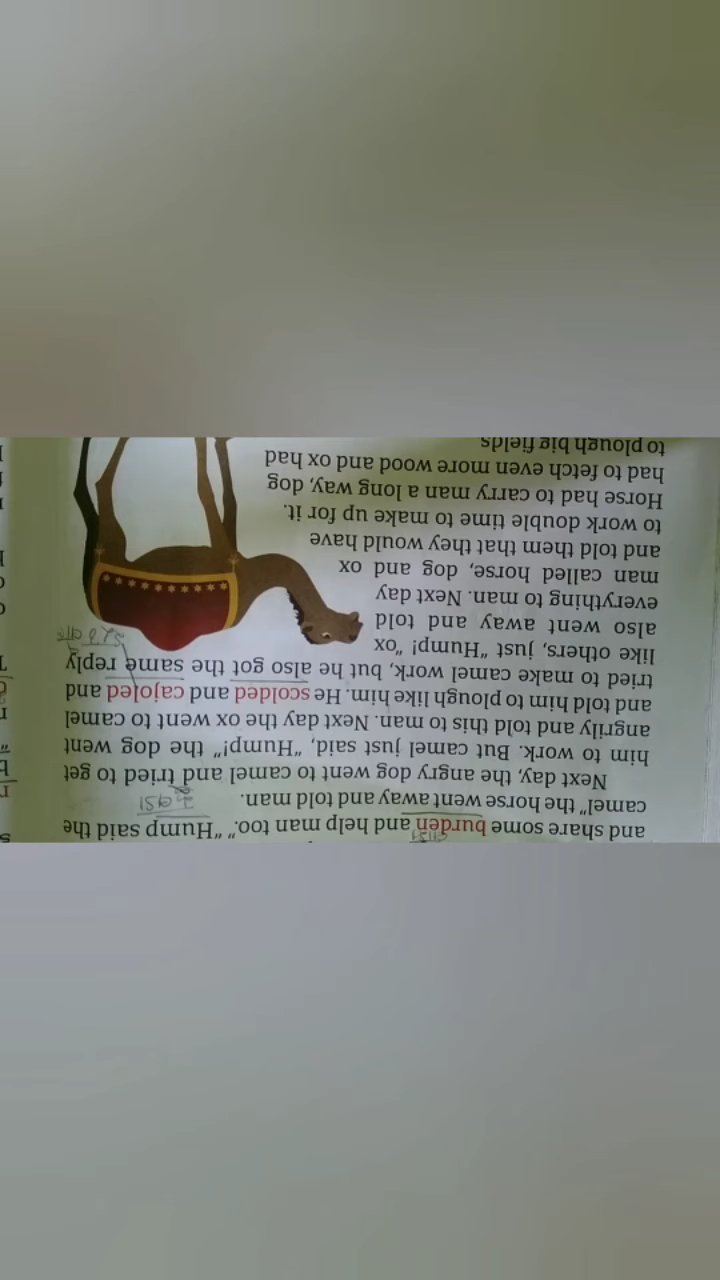 and share some burden and help man too." "Hump said the
camel" the horse went away and told man.
Next day, the angry dog went to camel and tried to get
him to work. But camel just said, "Hump!" the dog went
angrily and told this to man. Next day the ox went to camel
and told him to plough like him. He scolded and cajoled and
tried to make camel work, but he also got the same reply
like others, just "Hump! "ox
also went away and told
everything to man. Next day
man called horse, dog and ox
and told them that they would have
to work double time to make up for it.
Horse had to carry man a long way, dog
had to fetch even more wood and ox had
to plough big fields